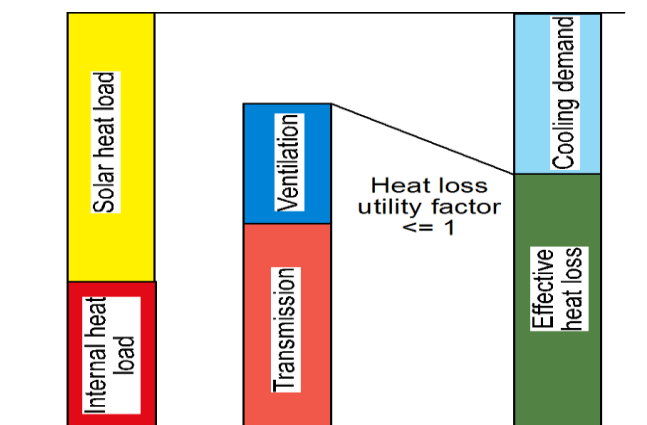 Solar heat load
Internal heat
load
Ventilation
Transmission
Heat loss
utility factor
<= 1
Cooling demand
Effective
heat loss